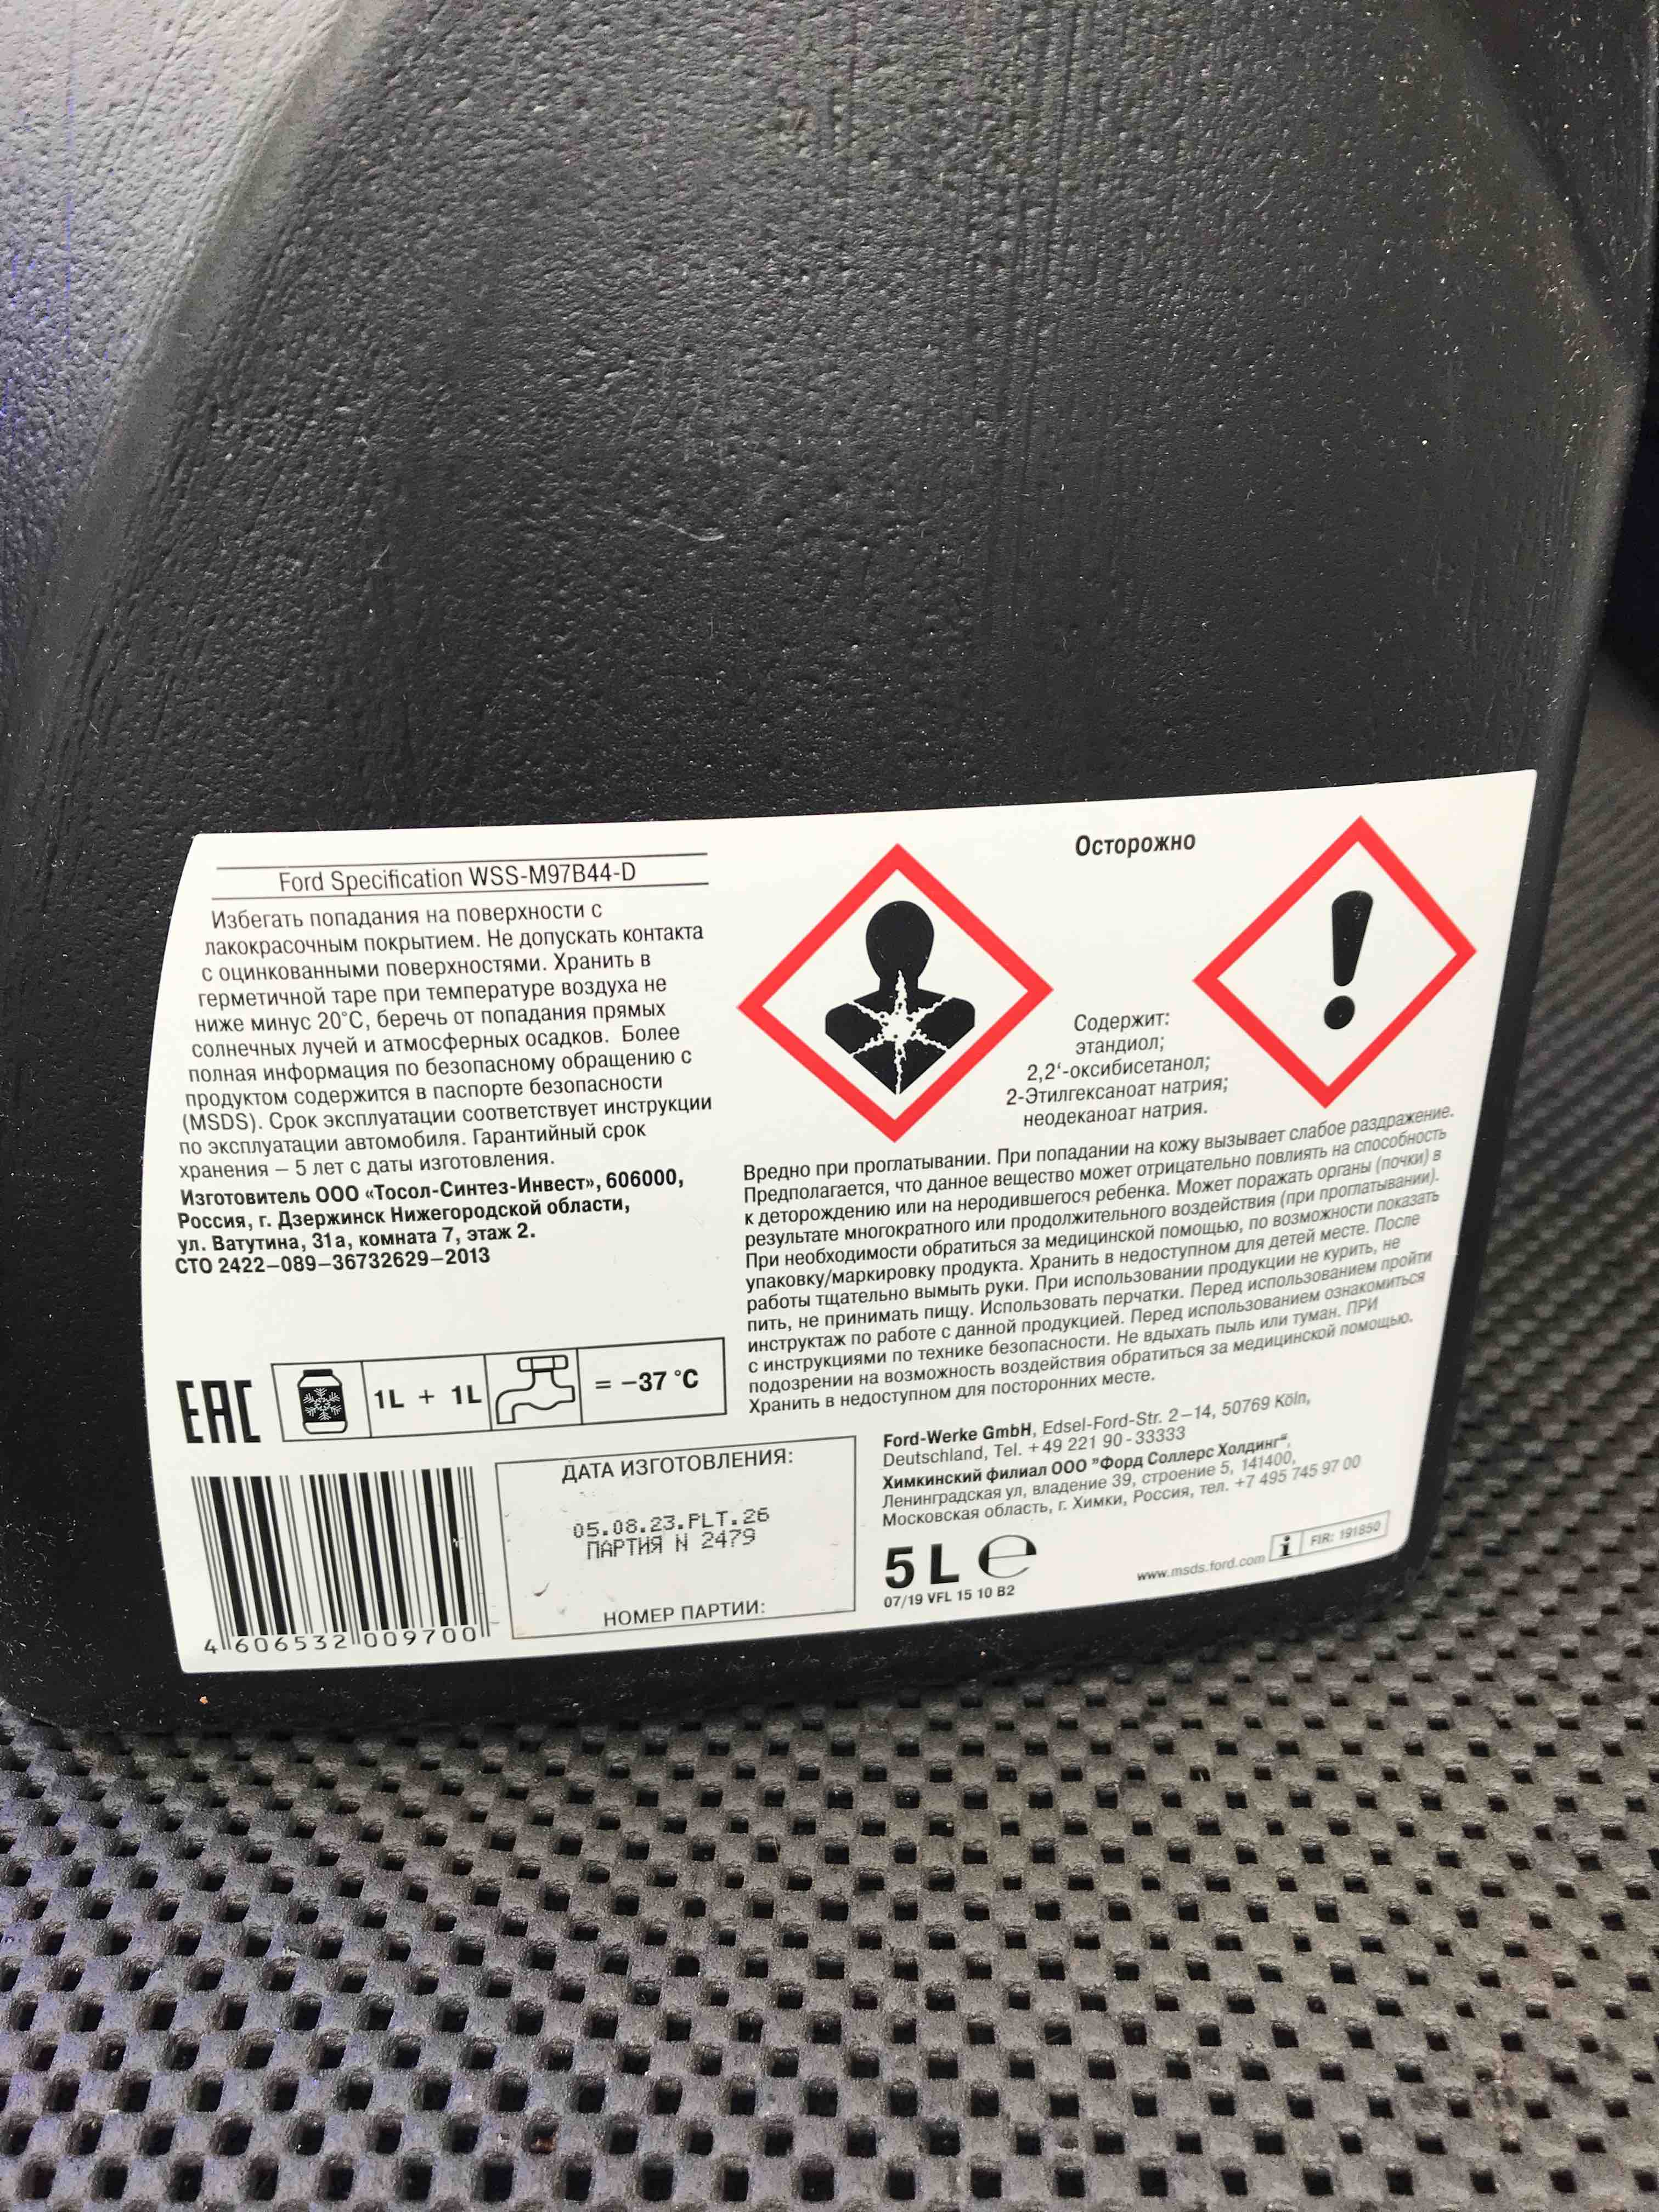 Ford Specification WSS-M97B44-D
Избегать попадания на поверхности с
лакокрасочным покрытием. Не допускать контакта
с оцинкованными поверхностями. Хранить в
герметичной таре при температуре воздуха не
ниже минус 20°С, беречь от попадания прямых
солнечных лучей и атмосферных осадков. Более
полная информация по безопасному обращению с
продуктом содержится в паспорте безопасности
(MSDS). Срок эксплуатации соответствует инструкции
по эксплуатации автомобиля. Гарантийный срок
хранения – 5 лет с даты изготовления.
Изготовитель ООО «Тосол-Синтез-Инвест», 606000,
Россия, г. Дзержинск Нижегородской области,
ул. Ватутина, 31а, комната 7, этаж 2.
СТО 2422–089–36732629–2013
EAC
1L + 1L = –37 °C
4 606532 009700
ДАТА ИЗГОТОВЛЕНИЯ:
05.08.23.PLT.26
ПАРТИЯ N 2479
НОМЕР ПАРТИИ:
Осторожно
Содержит:
этандиол;
2,2‘-оксибисетанол;
2-Этилгексаноат натрия;
неодеканоат натрия.
Вредно при проглатывании. При попадании на кожу вызывает слабое раздражение.
Предполагается, что данное вещество может отрицательно повлиять на способность
к деторождению или на неродившегося ребенка. Может поражать органы (почки) в
результате многократного или продолжительного воздействия (при проглатывании).
При необходимости обратиться за медицинской помощью, по возможности показать
упаковку/маркировку продукта. Хранить в недоступном для детей месте. После
работы тщательно вымыть руки. При использовании продукции не курить, не
пить, не принимать пищу. Использовать перчатки. Перед использованием пройти
инструктаж по работе с данной продукцией. Перед использованием ознакомиться
с инструкциями по технике безопасности. Не вдыхать пыль или туман. ПРИ
подозрении на возможность воздействия обратиться за медицинской помощью.
Хранить в недоступном для посторонних месте.
Ford-Werke GmbH, Edsel-Ford-Str. 2–14, 50769 Köln,
Deutschland, Tel. +49 221 90-33333
Химкинский филиал ООО "Форд Соллерс Холдинг",
Ленинградская ул, владение 39, строение 5, 141400,
Московская область, г. Химки, Россия, тел. +7 495 745 97 00
5 L ℮
07/19 VFL 15 10 B2
www.msds.ford.com i FIR: 191850